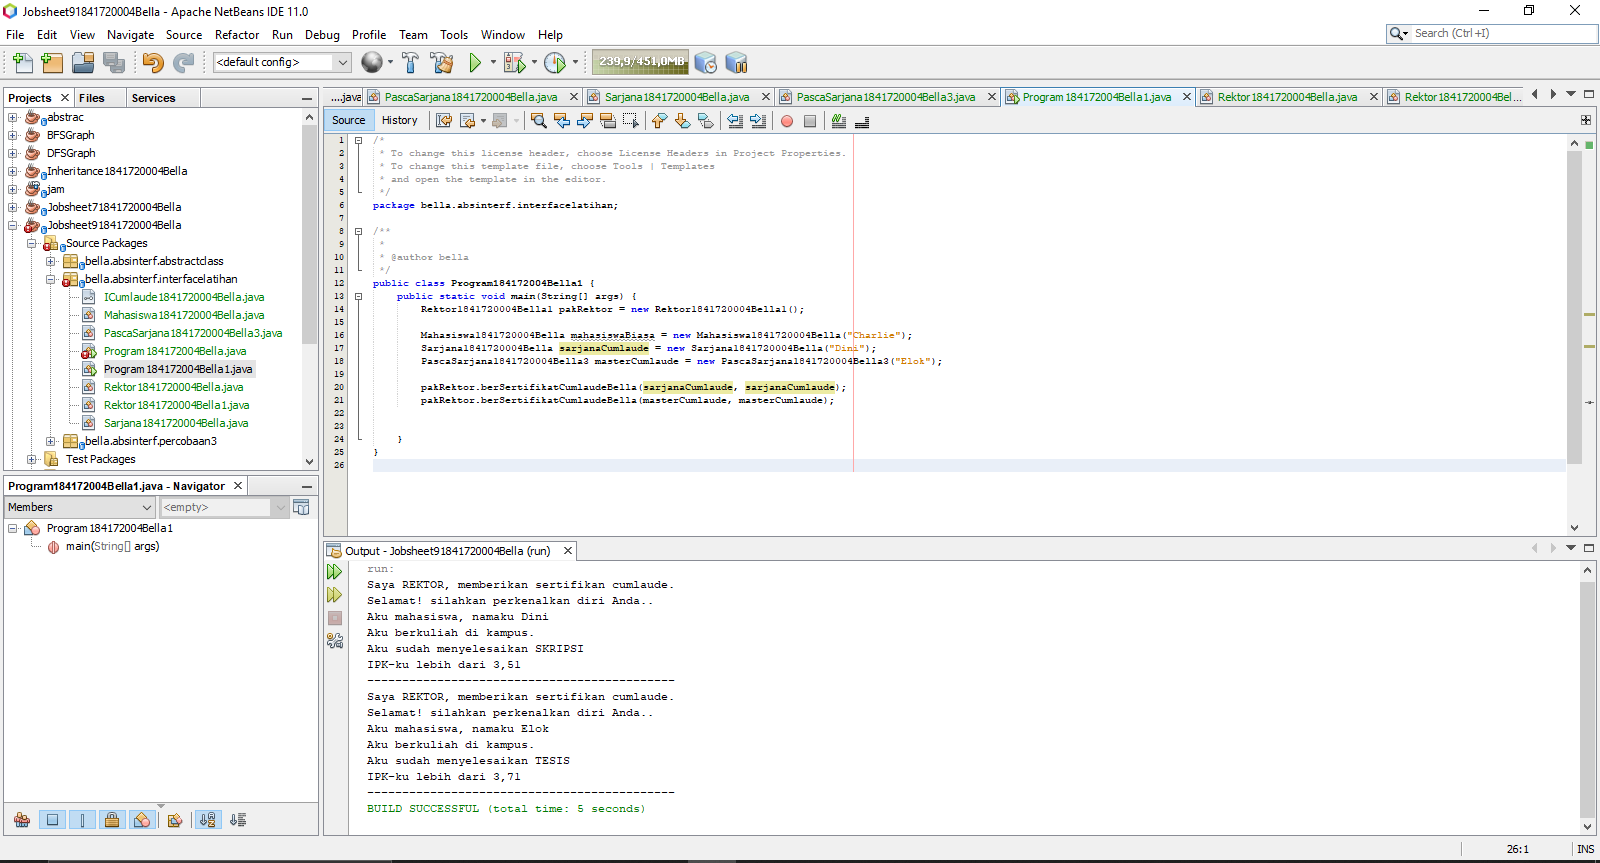 Jobsheet91841720004Bella - Apache NetBeans IDE 11.0
File Edit View Navigate Source Refactor Run Debug Profile Team Tools Window Help
Search (Ctrl+I)
<default config>
239,9/451,0MB
Projects
Files
Services
abstrac
BFSGraph
DFSGraph
Inheritance1841720004Bella
jam
Jobsheet71841720004Bella
Jobsheet91841720004Bella
Source Packages
bella.absinterf.abstractclass
bella.absinterf.interfacelatihan
ICumlaude1841720004Bella.java
Mahasiswa1841720004Bella.java
PascaSarjana1841720004Bella3.java
Program184172004Bella.java
Program184172004Bella1.java
Rektor1841720004Bella.java
Rektor1841720004Bella1.java
Sarjana1841720004Bella.java
bella.absinterf.percobaan3
Test Packages
Program184172004Bella1.java - Navigator
Members
<empty>
Program184172004Bella1
main(String[] args)
....java
PascaSarjana1841720004Bella.java
Sarjana1841720004Bella.java
PascaSarjana1841720004Bella3.java
Program184172004Bella1.java
Rektor1841720004Bella.java
Rektor1841720004Bel...
Source
History
1 /*
2 * To change this license header, choose License Headers in Project Properties.
3 * To change this template file, choose Tools | Templates
4 * and open the template in the editor.
5 */
6 package bella.absinterf.interfacelatihan;
7
8 /**
9 *
10 * @author bella
11 */
12 public class Program184172004Bella1 {
13 public static void main(String[] args) {
14 Rektor1841720004Bella1 pakRektor = new Rektor1841720004Bella1();
15
16 Mahasiswa1841720004Bella mahasiswaBiasa = new Mahasiswa1841720004Bella("Charlie");
17 Sarjana1841720004Bella sarjanaCumlaude = new Sarjana1841720004Bella("Dini");
18 PascaSarjana1841720004Bella3 masterCumlaude = new PascaSarjana1841720004Bella3("Elok");
19
20 pakRektor.berSertifikatCumlaudeBella(sarjanaCumlaude, sarjanaCumlaude);
21 pakRektor.berSertifikatCumlaudeBella(masterCumlaude, masterCumlaude);
22
23
24 }
25 }
26
Output - Jobsheet91841720004Bella (run)
run:
Saya REKTOR, memberikan sertifikan cumlaude.
Selamat! silahkan perkenalkan diri Anda..
Aku mahasiswa, namaku Dini
Aku berkuliah di kampus.
Aku sudah menyelesaikan SKRIPSI
IPK-ku lebih dari 3,51
--------------------------------------------
Saya REKTOR, memberikan sertifikan cumlaude.
Selamat! silahkan perkenalkan diri Anda..
Aku mahasiswa, namaku Elok
Aku berkuliah di kampus.
Aku sudah menyelesaikan TESIS
IPK-ku lebih dari 3,71
--------------------------------------------
BUILD SUCCESSFUL (total time: 5 seconds)
26:1
INS